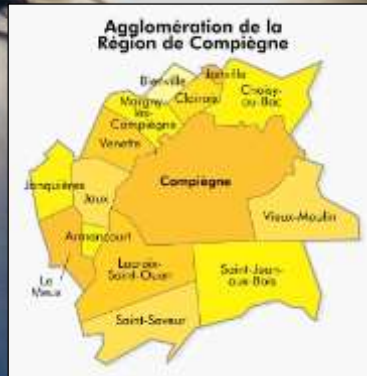 Agglomération de la
Région de Compiègne
Bienville
Janville
Choisy-
au-Bac
Clairoix
Margny-
lès-
Compiègne
Venette
Compiègne
Jonquières
Jaux
Vieux-Moulin
Armancourt
Lacroix-
Saint-Ouen
Le
Meux
Saint-Jean-
aux-Bois
Saint-Sauveur